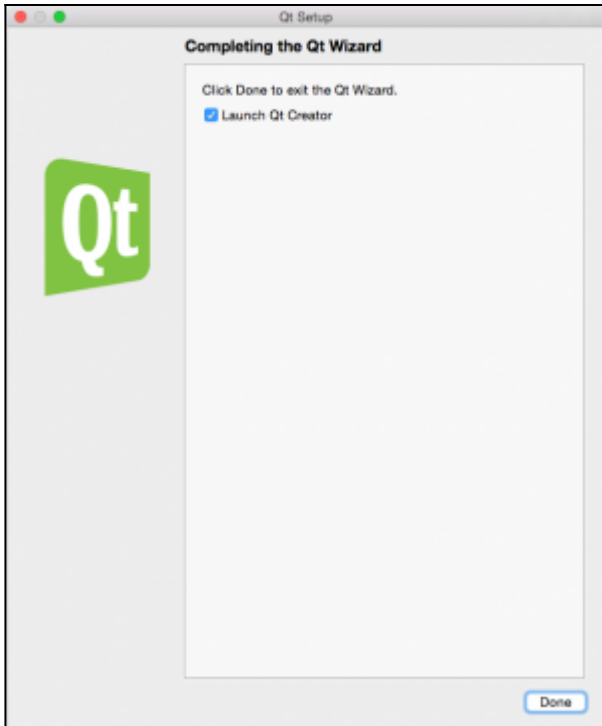 Qt Setup
Completing the Qt Wizard
Click Done to exit the Qt Wizard.
Launch Qt Creator
Qt
Done